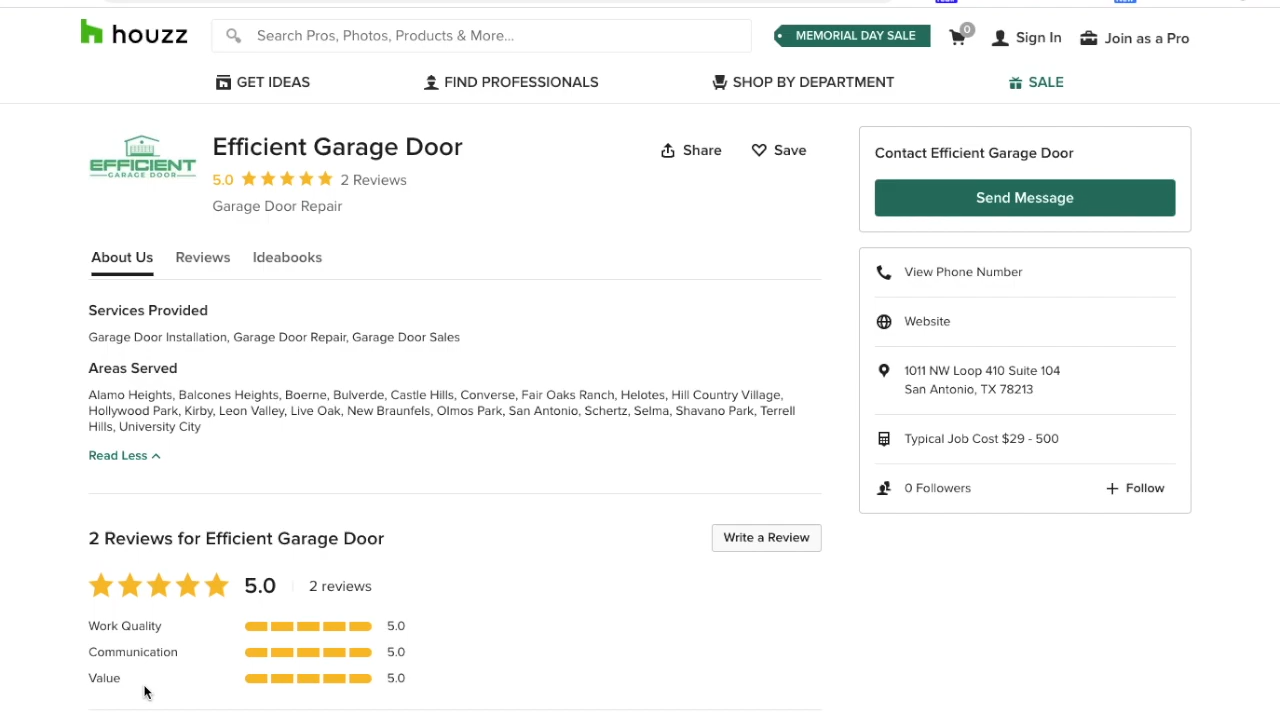 houzz
Search Pros, Photos, Products & More...
MEMORIAL DAY SALE
0
Sign In
Join as a Pro
GET IDEAS
FIND PROFESSIONALS
SHOP BY DEPARTMENT
SALE
EFFICIENT
GARAGE DOOR
Efficient Garage Door
5.0
2 Reviews
Garage Door Repair
Share
Save
About Us
Reviews
Ideabooks
Services Provided
Garage Door Installation, Garage Door Repair, Garage Door Sales
Areas Served
Alamo Heights, Balcones Heights, Boerne, Bulverde, Castle Hills, Converse, Fair Oaks Ranch, Helotes, Hill Country Village,
Hollywood Park, Kirby, Leon Valley, Live Oak, New Braunfels, Olmos Park, San Antonio, Schertz, Selma, Shavano Park, Terrell
Hills, University City
Read Less
2 Reviews for Efficient Garage Door
Write a Review
5.0
2 reviews
Work Quality 5.0
Communication 5.0
Value 5.0
Contact Efficient Garage Door
Send Message
View Phone Number
Website
1011 NW Loop 410 Suite 104
San Antonio, TX 78213
Typical Job Cost $29 - 500
0 Followers
+ Follow